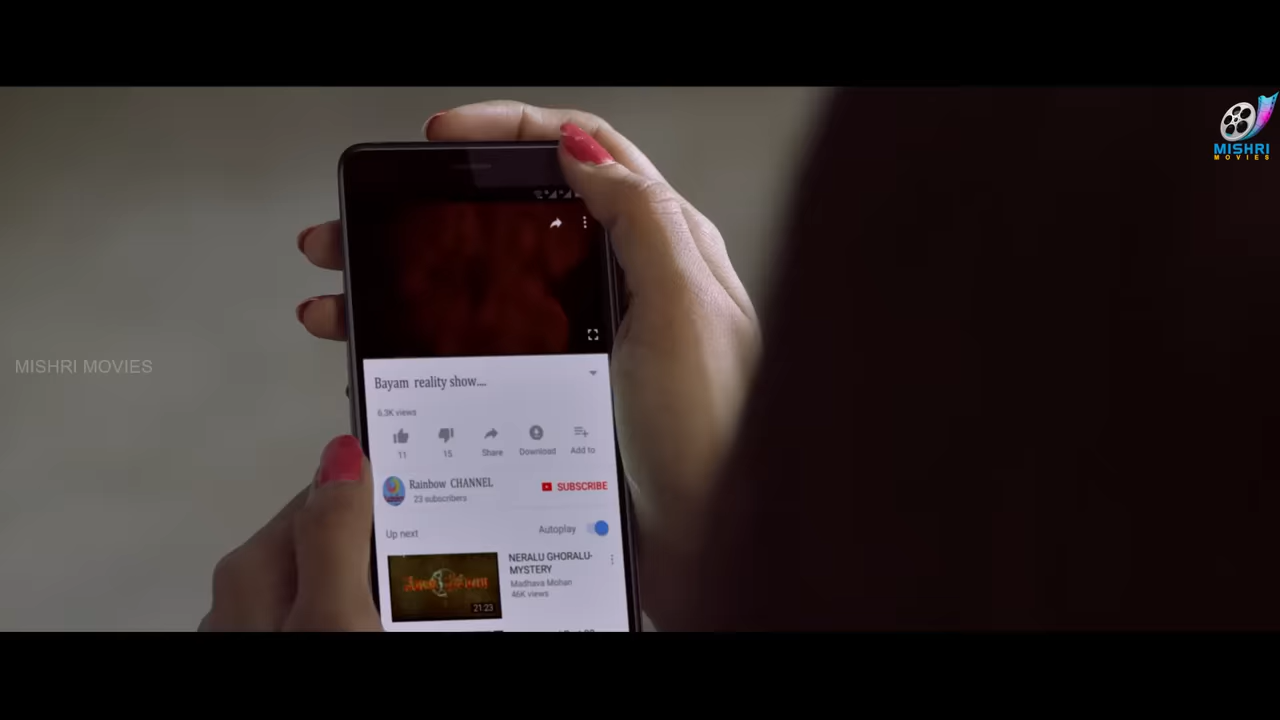 MISHRI
MOVIES
MISHRI MOVIES
Bayam reality show....
6.3K views
11
15
Share
Download
Add to
Rainbow CHANNEL
23 subscribers
SUBSCRIBE
Up next
Autoplay
NERALU GHORALU-
MYSTERY
Madhava Mohan
46K views
21:23